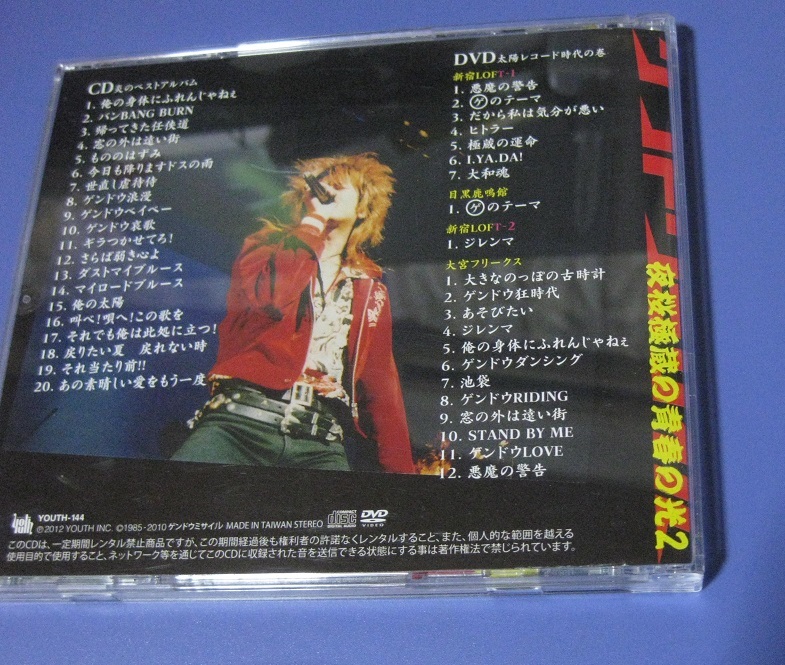 CD炎のベストアルバム
1. 俺の身体にふれんじゃねぇ
2. バンBANG BURN
3. 帰ってきた任侠道
4. 窓の外は遠い街
5. もののはずみ
6. 今日も降りますドスの雨
7. 世直し虐待侍
8. ゲンドウ浪漫
9. ゲンドウベイベー
10. ゲンドウ哀歌
11. ギラつかせてろ!
12. さらば弱き心よ
13. ダストマイブルース
14. マイロードブルース
15. 俺の太陽
16. 叫べ!唄へ!この歌を
17. それでも俺は此処に立つ!
18. 戻りたい夏 戻れない時
19. それ当たり前!!
20. あの素晴しい愛をもう一度
DVD太陽レコード時代の巻
新宿LOFT-1
1. 悪魔の警告
2. ゲのテーマ
3. だから私は気分が悪い
4. ヒトラー
5. 極蔵の運命
6. I.YA.DA!
7. 大和魂
目黒鹿鳴館
1. ゲのテーマ
新宿LOFT-2
1. ジレンマ
大宮フリークス
1. 大きなのっぽの古時計
2. ゲンドウ狂時代
3. あそびたい
4. ジレンマ
5. 俺の身体にふれんじゃねぇ
6. ゲンドウダンシング
7. 池袋
8. ゲンドウRIDING
9. 窓の外は遠い街
10. STAND BY ME
11. ゲンドウLOVE
12. 悪魔の警告
の青春の光2
YOUTH-144
℗2012 YOUTH INC. ©1985-2010 ゲンドウミサイル MADE IN TAIWAN STEREO
COMPACT disc DIGITAL AUDIO
DVD VIDEO
このCDは、一定期間レンタル禁止商品ですが、この期間経過後も権利者の許諾なくレンタルすること、また、個人的な範囲を越える
使用目的で使用すること、ネットワーク等を通じてこのCDに収録された音を送信できる状態にする事は著作権法で禁じられています。